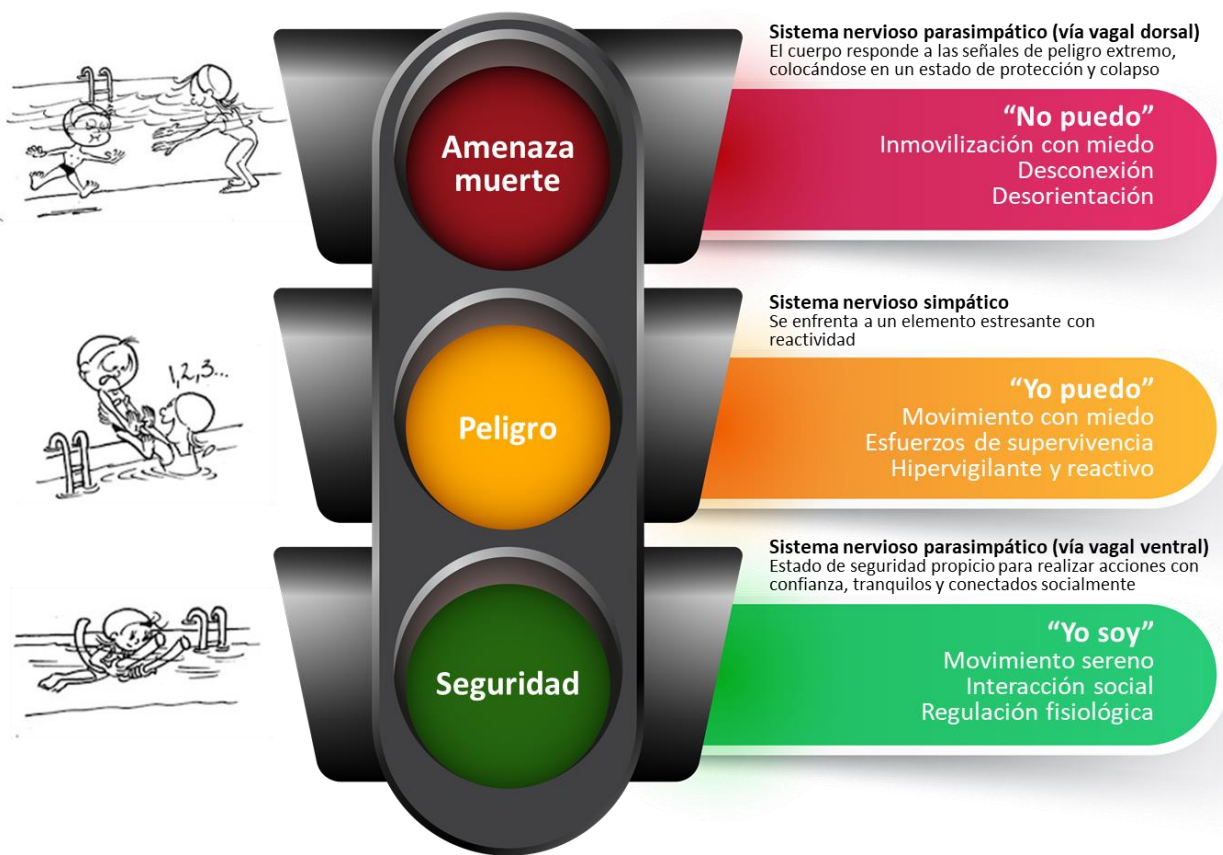 Sistema nervioso parasimpático (vía vagal dorsal)
El cuerpo responde a las señales de peligro extremo,
colocándose en un estado de protección y colapso
Amenaza
muerte
“No puedo”
Inmovilización con miedo
Desconexión
Desorientación
Sistema nervioso simpático
Se enfrenta a un elemento estresante con
reactividad
1,2,3...
Peligro
“Yo puedo”
Movimiento con miedo
Esfuerzos de supervivencia
Hipervigilante y reactivo
Sistema nervioso parasimpático (vía vagal ventral)
Estado de seguridad propicio para realizar acciones con
confianza, tranquilos y conectados socialmente
Seguridad
“Yo soy”
Movimiento sereno
Interacción social
Regulación fisiológica